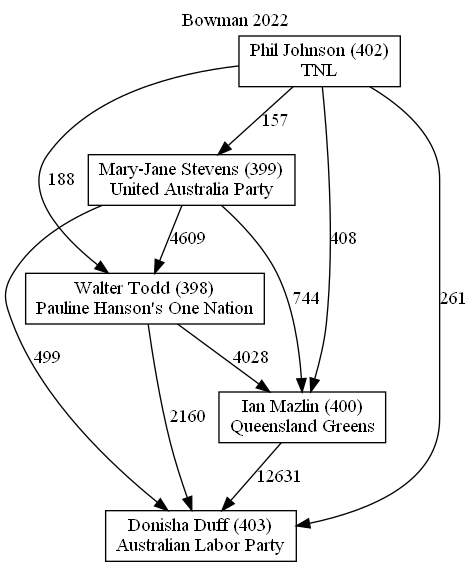 Bowman 2022
Phil Johnson (402)
TNL
157
Mary-Jane Stevens (399)
United Australia Party
188
4609
408
Walter Todd (398)
Pauline Hanson's One Nation
744
261
499
4028
2160
Ian Mazlin (400)
Queensland Greens
12631
Donisha Duff (403)
Australian Labor Party